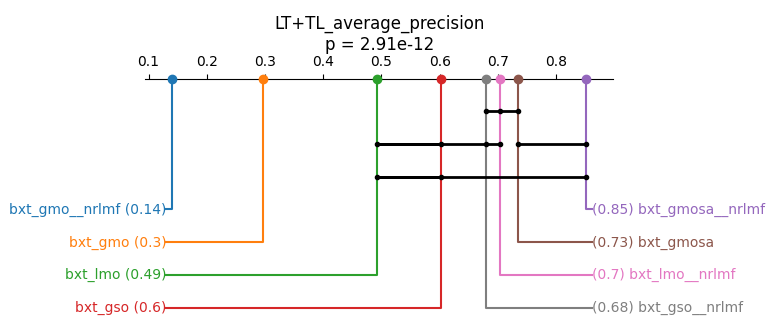 LT+TL_average_precision
p = 2.91e-12
0.1 0.2 0.3 0.4 0.5 0.6 0.7 0.8
bxt_gmo__nrlmf (0.14) (0.85) bxt_gmosa__nrlmf
bxt_gmo (0.3) (0.73) bxt_gmosa
bxt_lmo (0.49) (0.7) bxt_lmo__nrlmf
bxt_gso (0.6) (0.68) bxt_gso__nrlmf